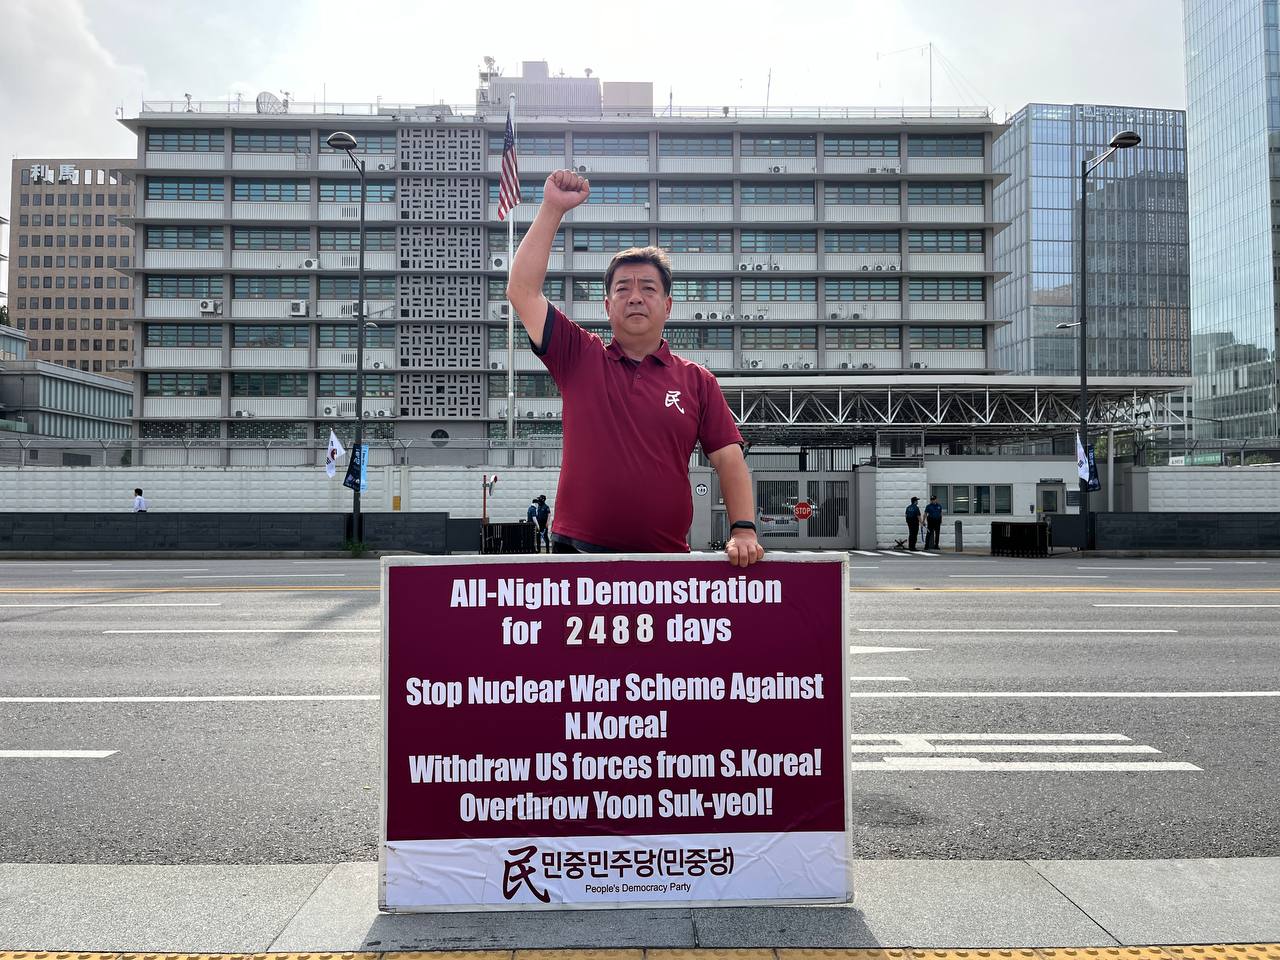 利馬
民
STOP
All-Night Demonstration
for 2488 days
Stop Nuclear War Scheme Against
N.Korea!
Withdraw US forces from S.Korea!
Overthrow Yoon Suk-yeol!
民 민중민주당(민중당)
People's Democracy Party